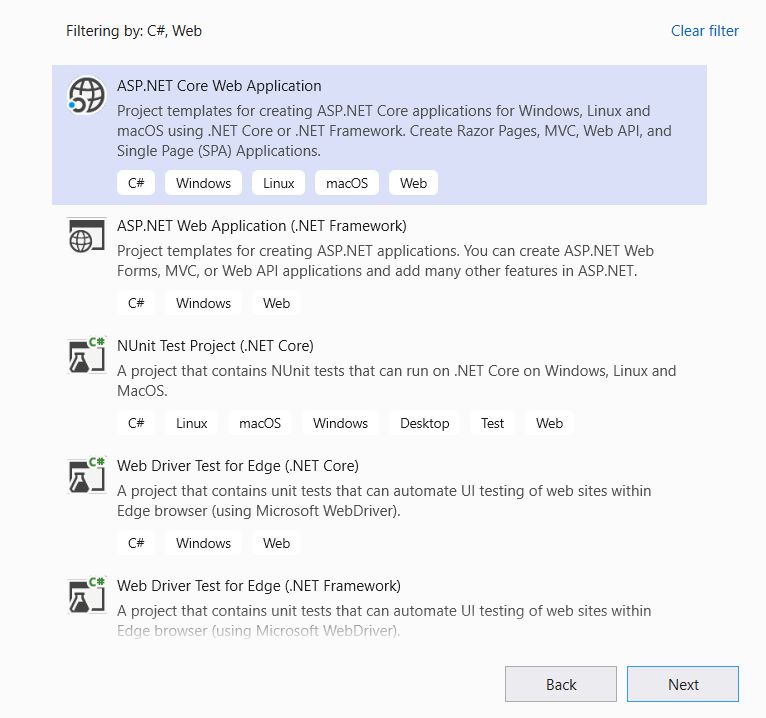 Filtering by: C#, Web
Clear filter
ASP.NET Core Web Application
Project templates for creating ASP.NET Core applications for Windows, Linux and
macOS using .NET Core or .NET Framework. Create Razor Pages, MVC, Web API, and
Single Page (SPA) Applications.
C# Windows Linux macOS Web
ASP.NET Web Application (.NET Framework)
Project templates for creating ASP.NET applications. You can create ASP.NET Web
Forms, MVC, or Web API applications and add many other features in ASP.NET.
C# Windows Web
C#
NUnit Test Project (.NET Core)
A project that contains NUnit tests that can run on .NET Core on Windows, Linux and
MacOS.
C# Linux macOS Windows Desktop Test Web
C#
Web Driver Test for Edge (.NET Core)
A project that contains unit tests that can automate UI testing of web sites within
Edge browser (using Microsoft WebDriver).
C# Windows Web
C#
Web Driver Test for Edge (.NET Framework)
A project that contains unit tests that can automate UI testing of web sites within
Edge browser (using Microsoft WebDriver).
Back Next